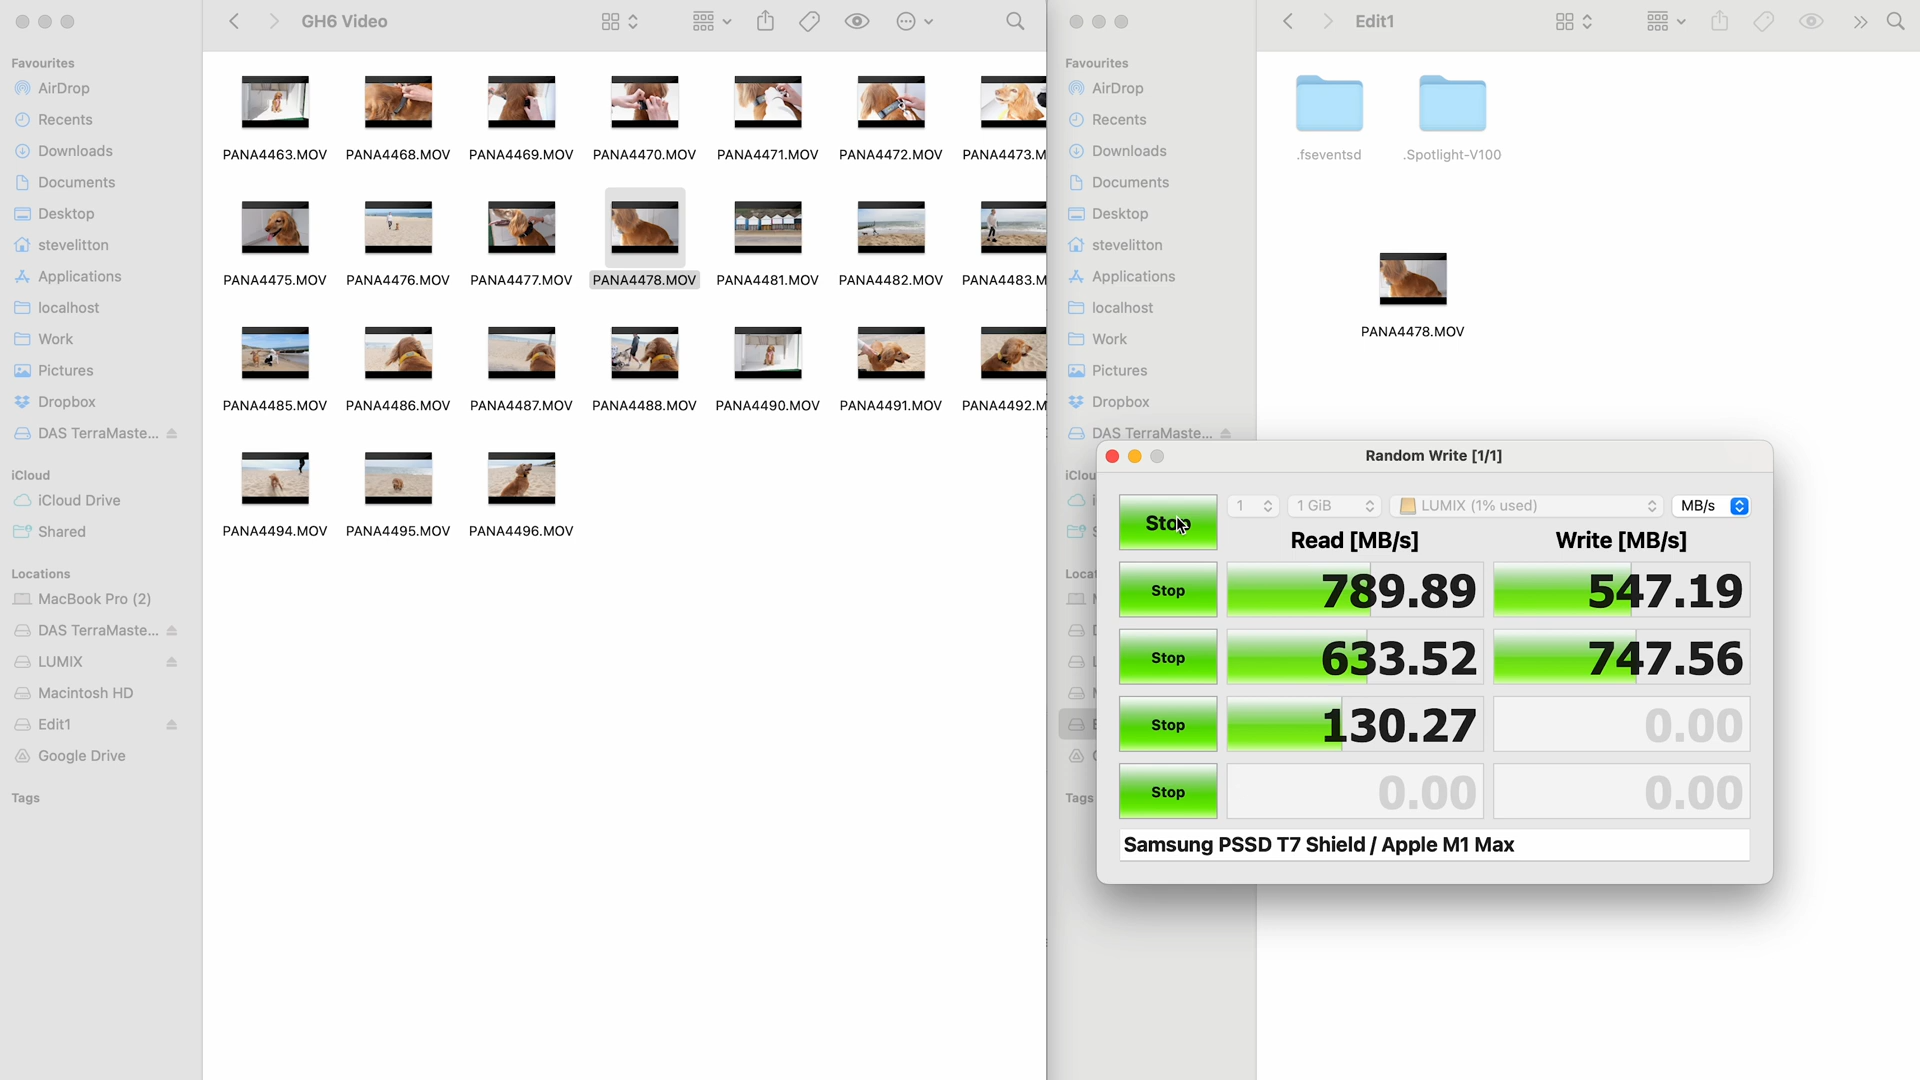 GH6 Video
Favourites
AirDrop
Recents
Downloads
Documents
Desktop
stevelitton
Applications
localhost
Work
Pictures
Dropbox
DAS TerraMaste...
iCloud
iCloud Drive
Shared
Locations
MacBook Pro (2)
DAS TerraMaste...
LUMIX
Macintosh HD
Edit1
Google Drive
Tags
PANA4463.MOV PANA4468.MOV PANA4469.MOV PANA4470.MOV PANA4471.MOV PANA4472.MOV PANA4473.M
PANA4475.MOV PANA4476.MOV PANA4477.MOV PANA4478.MOV PANA4481.MOV PANA4482.MOV PANA4483.M
PANA4485.MOV PANA4486.MOV PANA4487.MOV PANA4488.MOV PANA4490.MOV PANA4491.MOV PANA4492.M
PANA4494.MOV PANA4495.MOV PANA4496.MOV
Edit1
Favourites
AirDrop
Recents
Downloads
Documents
Desktop
stevelitton
Applications
localhost
Work
Pictures
Dropbox
DAS TerraMaste...
iClou
Locat
Tags
.fseventsd .Spotlight-V100
PANA4478.MOV
Random Write [1/1]
Stop 1 1 GiB LUMIX (1% used) MB/s
Read [MB/s] Write [MB/s]
Stop 789.89 547.19
Stop 633.52 747.56
Stop 130.27 0.00
Stop 0.00 0.00
Samsung PSSD T7 Shield / Apple M1 Max